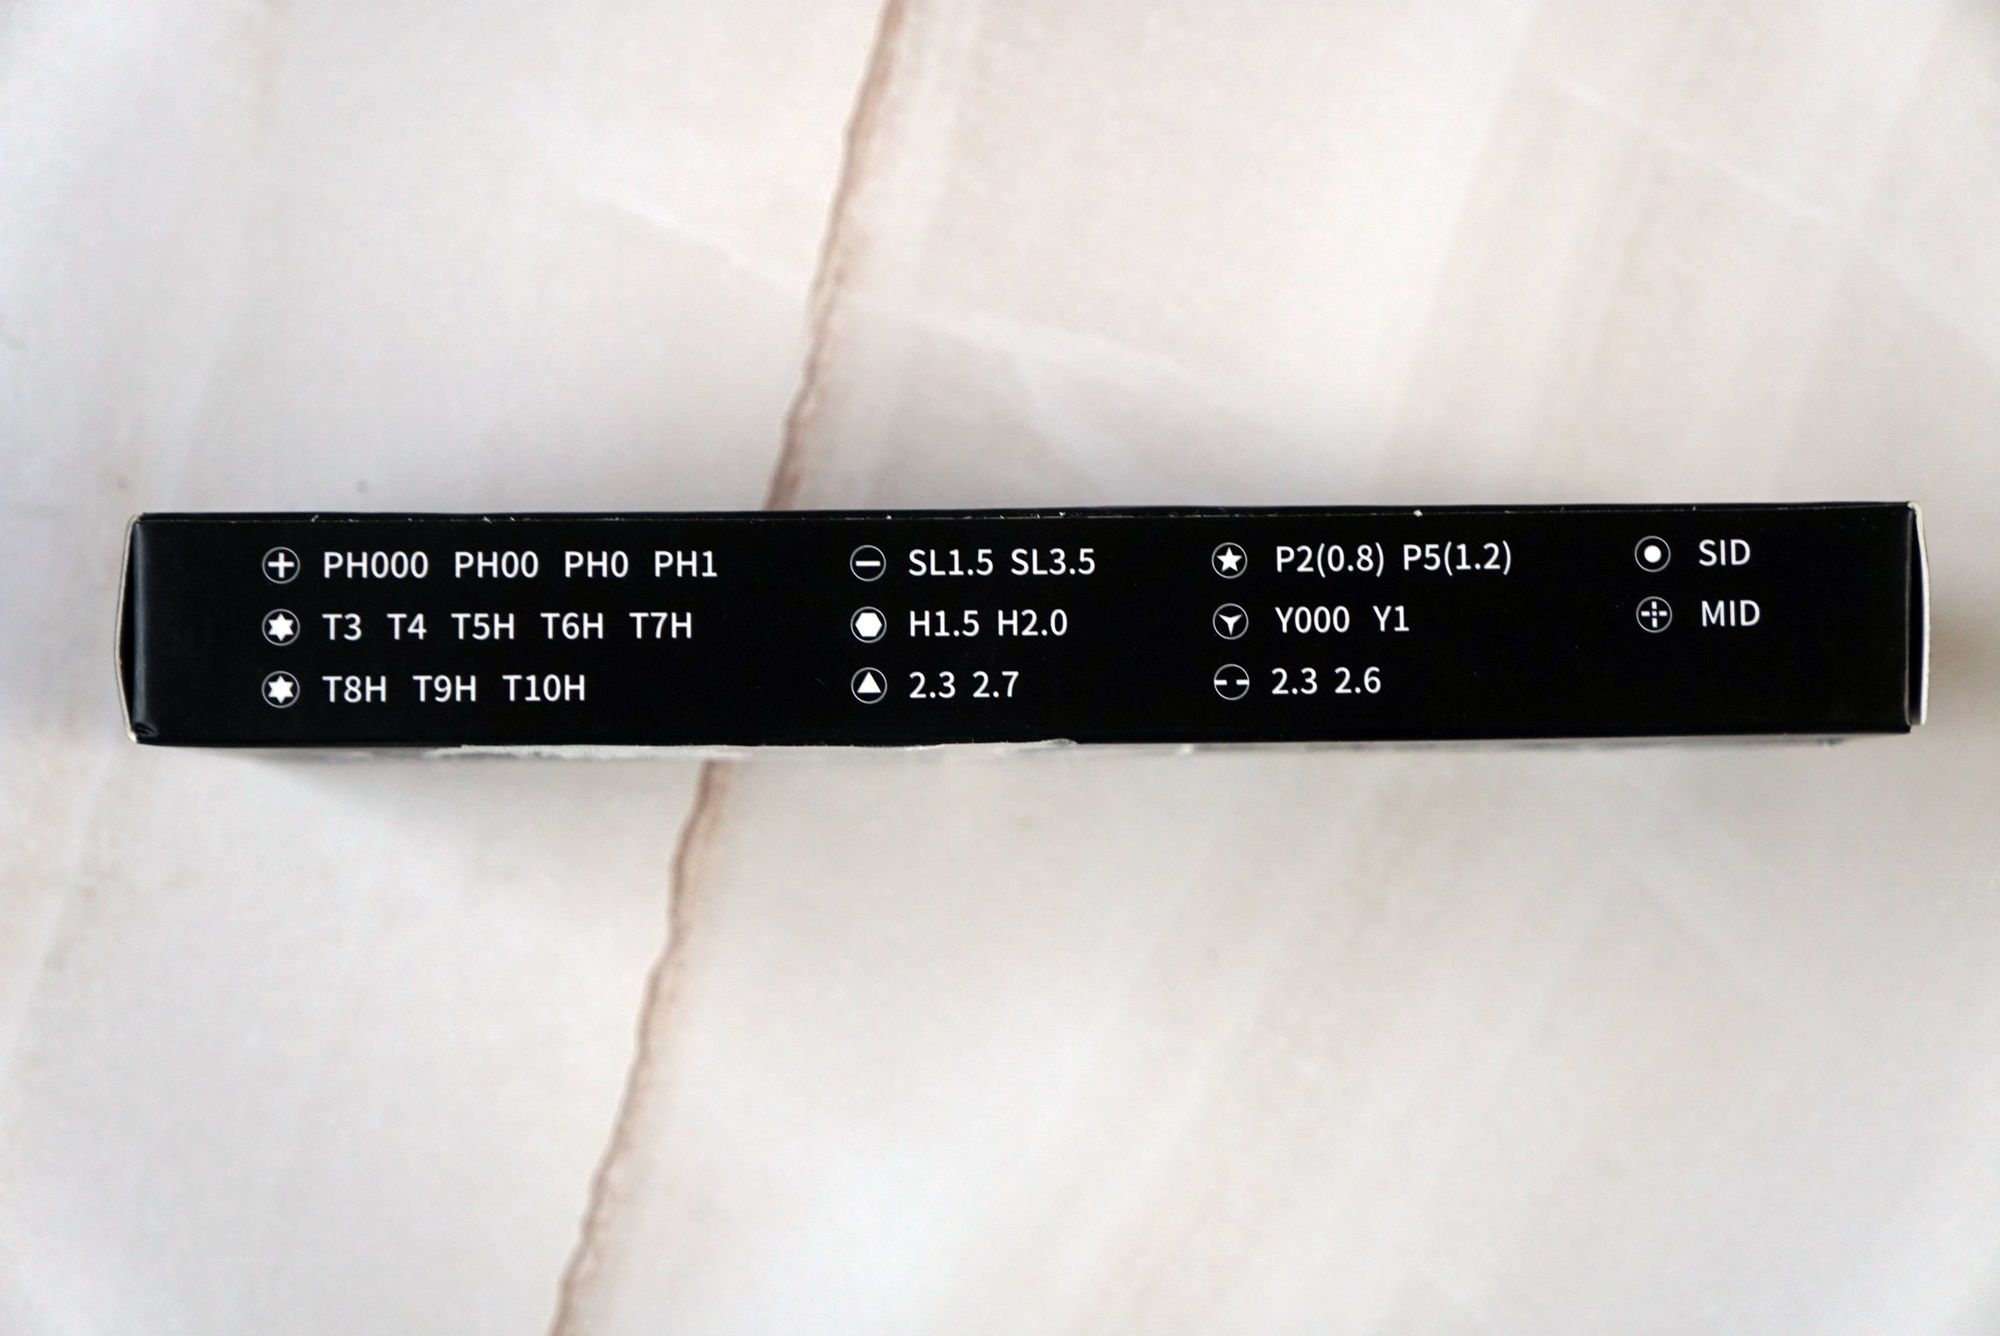 PH000 PH00 PH0 PH1
T3 T4 T5H T6H T7H
T8H T9H T10H
SL1.5 SL3.5
H1.5 H2.0
2.3 2.7
P2(0.8) P5(1.2)
Y000 Y1
2.3 2.6
SID
MID